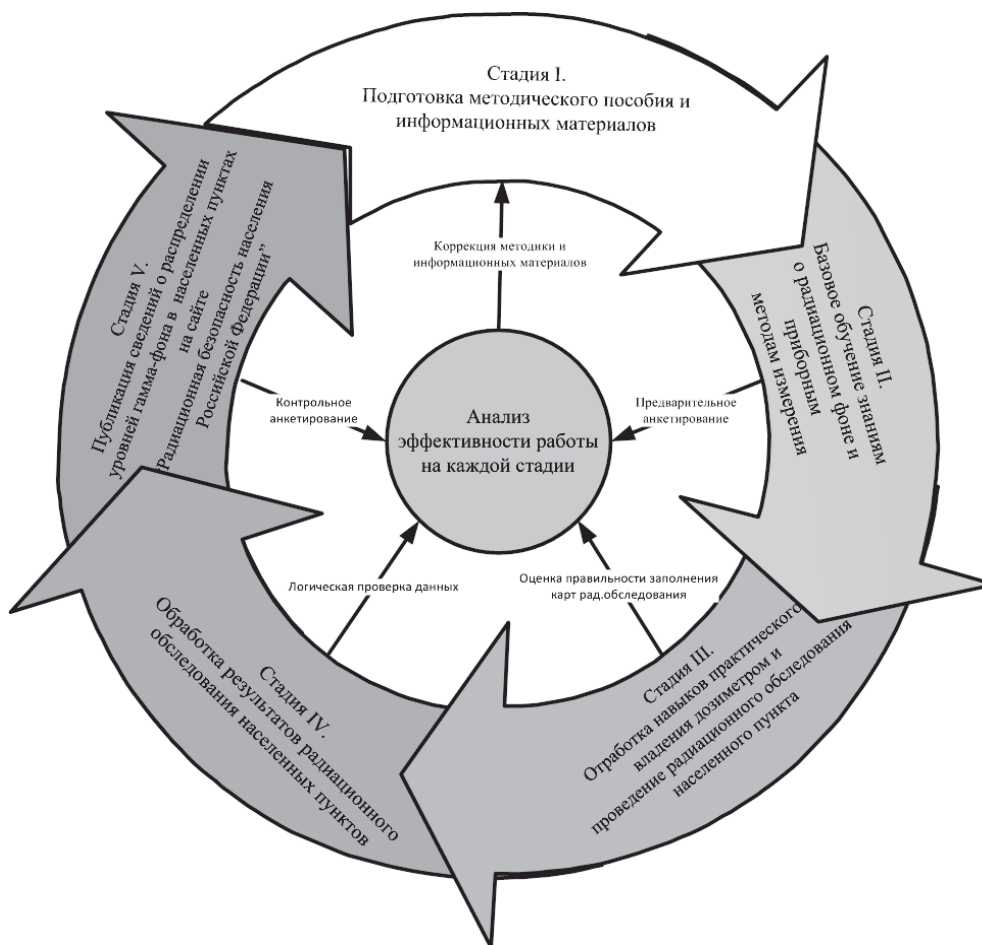 Стадия I.
Подготовка методического пособия и
информационных материалов
Коррекция методики и
информационных материалов
Стадия II.
Базовое обучение знаниям
о радиационном фоне и
приборным
методам измерения
Предварительное
анкетирование
Анализ
эффективности работы
на каждой стадии
Контрольное
анкетирование
Стадия III.
Отработка навыков практического
владения дозиметром и
проведение радиационного обследования
населенного пункта
Оценка правильности заполнения
карт рад.обследования
Стадия IV.
Обработка результатов радиационного
обследования населенных пунктов
Логическая проверка данных
Стадия V.
Публикация сведений о распределении
уровней гамма-фона в населенных пунктах
на сайте
“Радиационная безопасность населения
Российской Федерации”